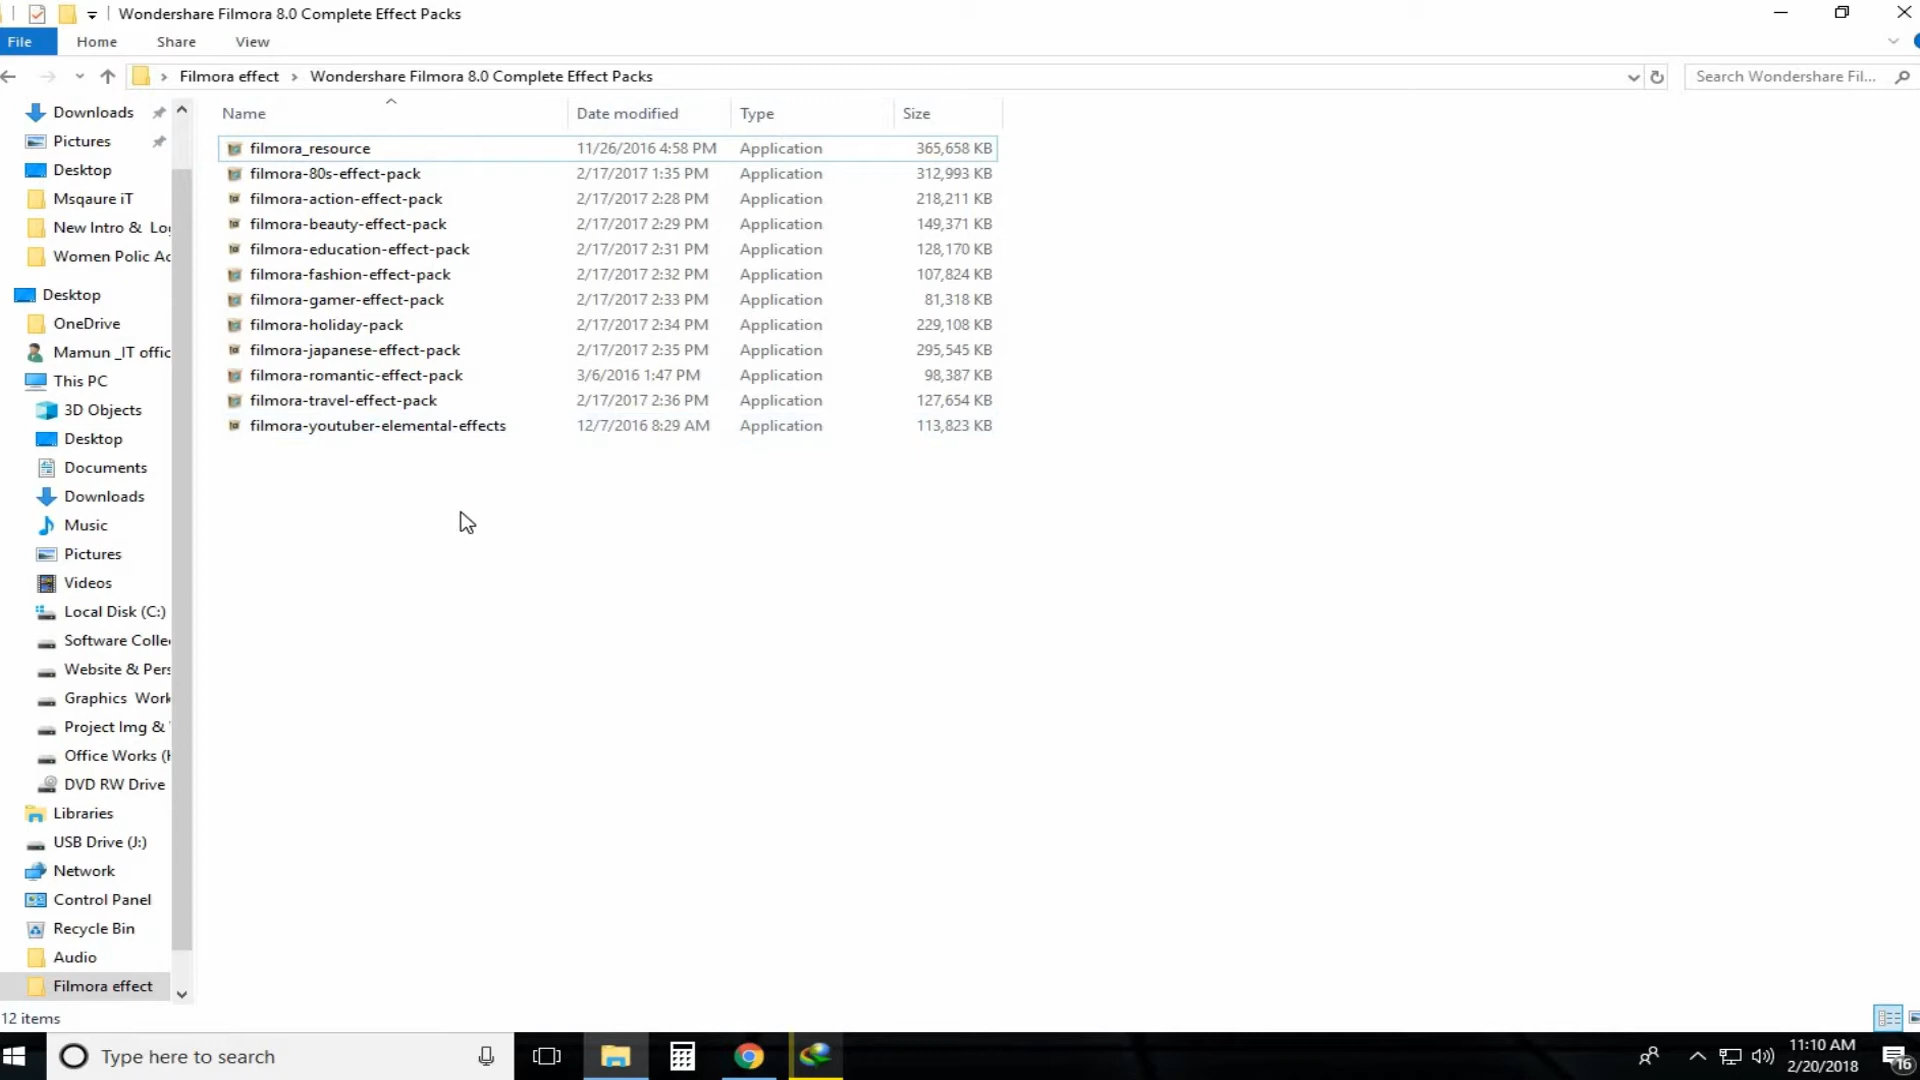 Wondershare Filmora 8.0 Complete Effect Packs
File Home Share View
Filmora effect Wondershare Filmora 8.0 Complete Effect Packs Search Wondershare Fil...
Name Date modified Type Size
filmora_resource 11/26/2016 4:58 PM Application 365,658 KB
filmora-80s-effect-pack 2/17/2017 1:35 PM Application 312,993 KB
filmora-action-effect-pack 2/17/2017 2:28 PM Application 218,211 KB
filmora-beauty-effect-pack 2/17/2017 2:29 PM Application 149,371 KB
filmora-education-effect-pack 2/17/2017 2:31 PM Application 128,170 KB
filmora-fashion-effect-pack 2/17/2017 2:32 PM Application 107,824 KB
filmora-gamer-effect-pack 2/17/2017 2:33 PM Application 81,318 KB
filmora-holiday-pack 2/17/2017 2:34 PM Application 229,108 KB
filmora-japanese-effect-pack 2/17/2017 2:35 PM Application 295,545 KB
filmora-romantic-effect-pack 3/6/2016 1:47 PM Application 98,387 KB
filmora-travel-effect-pack 2/17/2017 2:36 PM Application 127,654 KB
filmora-youtuber-elemental-effects 12/7/2016 8:29 AM Application 113,823 KB
Downloads
Pictures
Desktop
Msqaure iT
New Intro & Lo
Women Polic Ac
Desktop
OneDrive
Mamun _IT offic
This PC
3D Objects
Desktop
Documents
Downloads
Music
Pictures
Videos
Local Disk (C:)
Software Colle
Website & Pers
Graphics Work
Project Img &
Office Works (
DVD RW Drive
Libraries
USB Drive (J:)
Network
Control Panel
Recycle Bin
Audio
Filmora effect
12 items
Type here to search
11:10 AM
2/20/2018
16